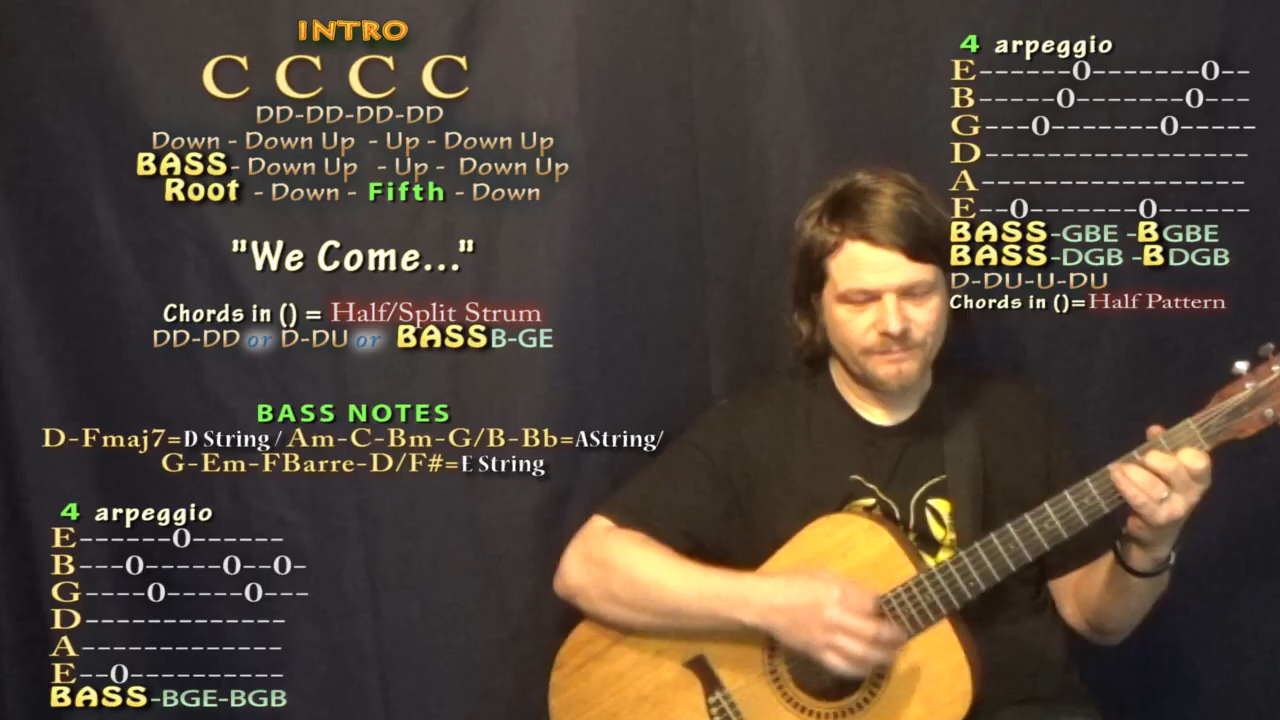 INTRO
C C C C
DD-DD-DD-DD
Down - Down Up - Up - Down Up
BASS - Down Up - Up - Down Up
Root - Down - Fifth - Down
"We Come..."
Chords in () = Half/Split Strum
DD-DD or D-DU or BASS B-GE
BASS NOTES
D-Fmaj7=D String / Am-C-Bm-G/B-Bb=AString/
G-Em-FBarre-D/F#=E String
4 arpeggio
E------0------
B---0-----0--0-
G----0-----0---
D-------------
A-------------
E--0----------
BASS-BGE-BGB
4 arpeggio
E------0-------0--
B-----0-------0---
G---0-------0-----
D-----------------
A-----------------
E--0-------0------
BASS-GBE -BGBE
BASS-DGB -BDGB
D-DU-U-DU
Chords in ()=Half Pattern